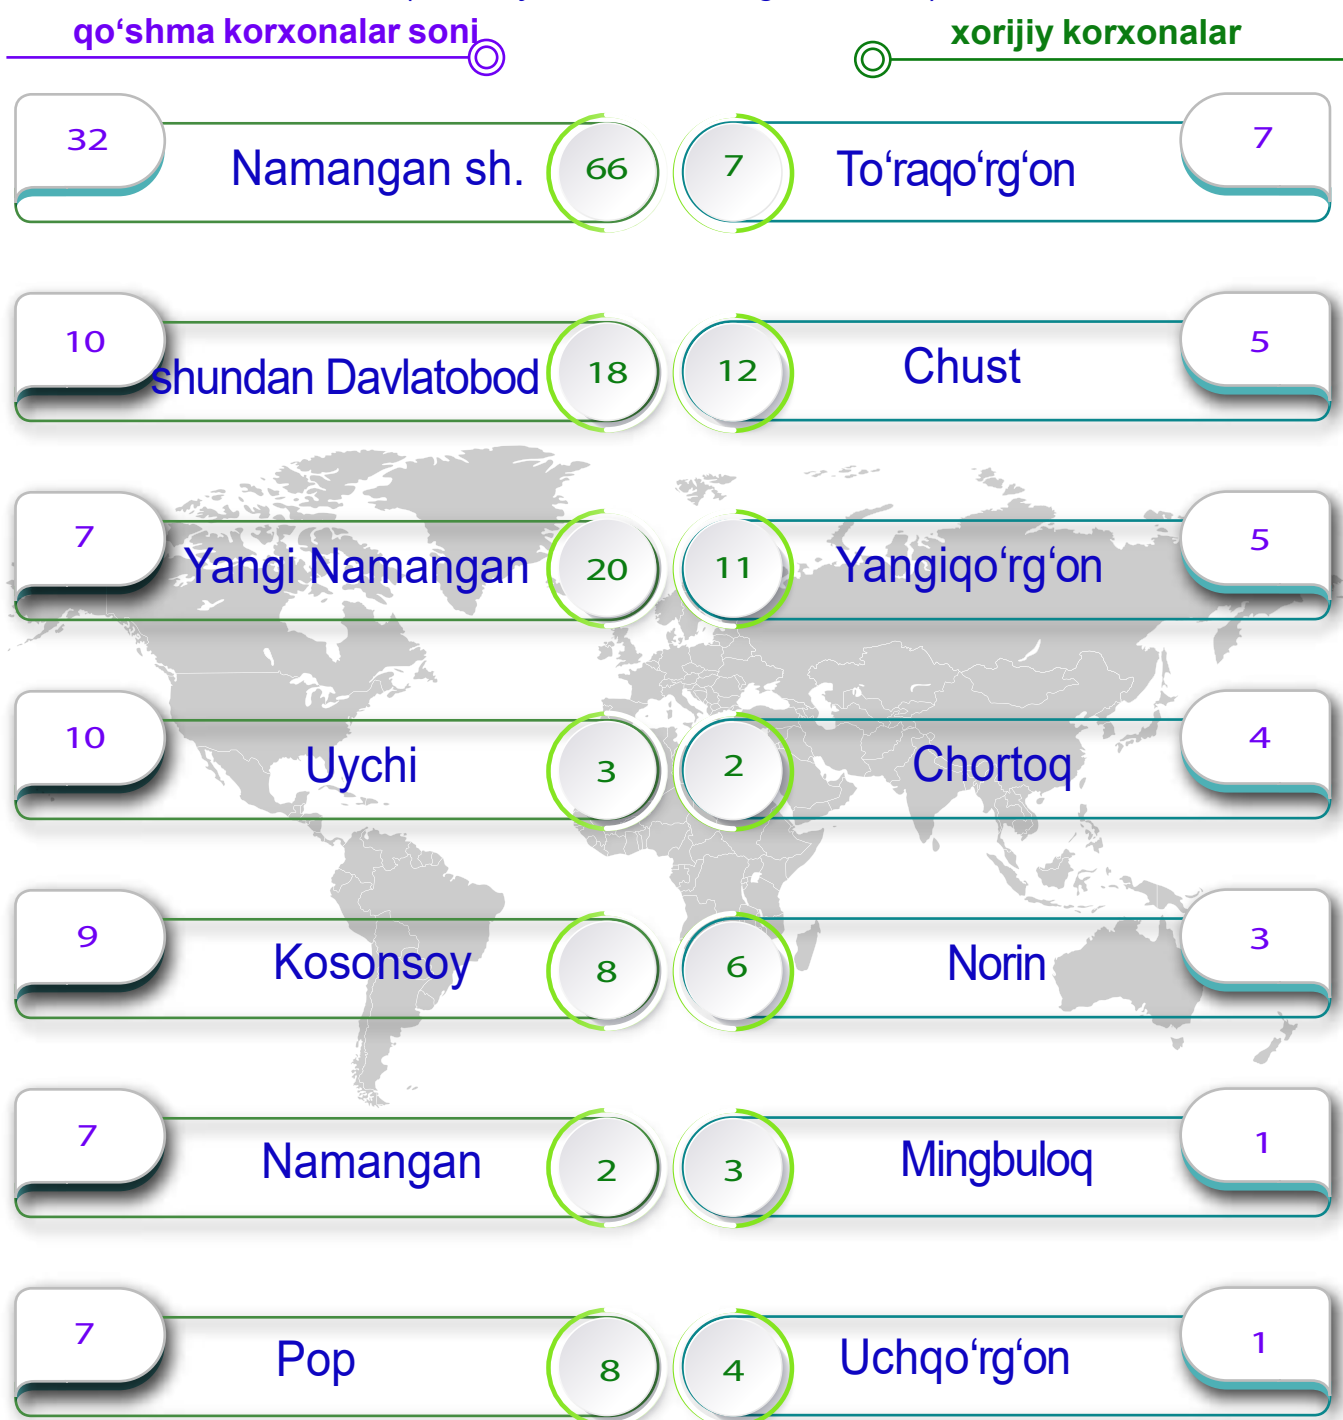 qo‘shma korxonalar soni
xorijiy korxonalar
32
Namangan sh.
66
7
To‘raqo‘rg‘on
7
10
shundan Davlatobod
18
12
Chust
5
7
Yangi Namangan
20
11
Yangiqo‘rg‘on
5
10
Uychi
3
2
Chortoq
4
9
Kosonsoy
8
6
Norin
3
7
Namangan
2
3
Mingbuloq
1
7
Pop
8
4
Uchqo‘rg‘on
1